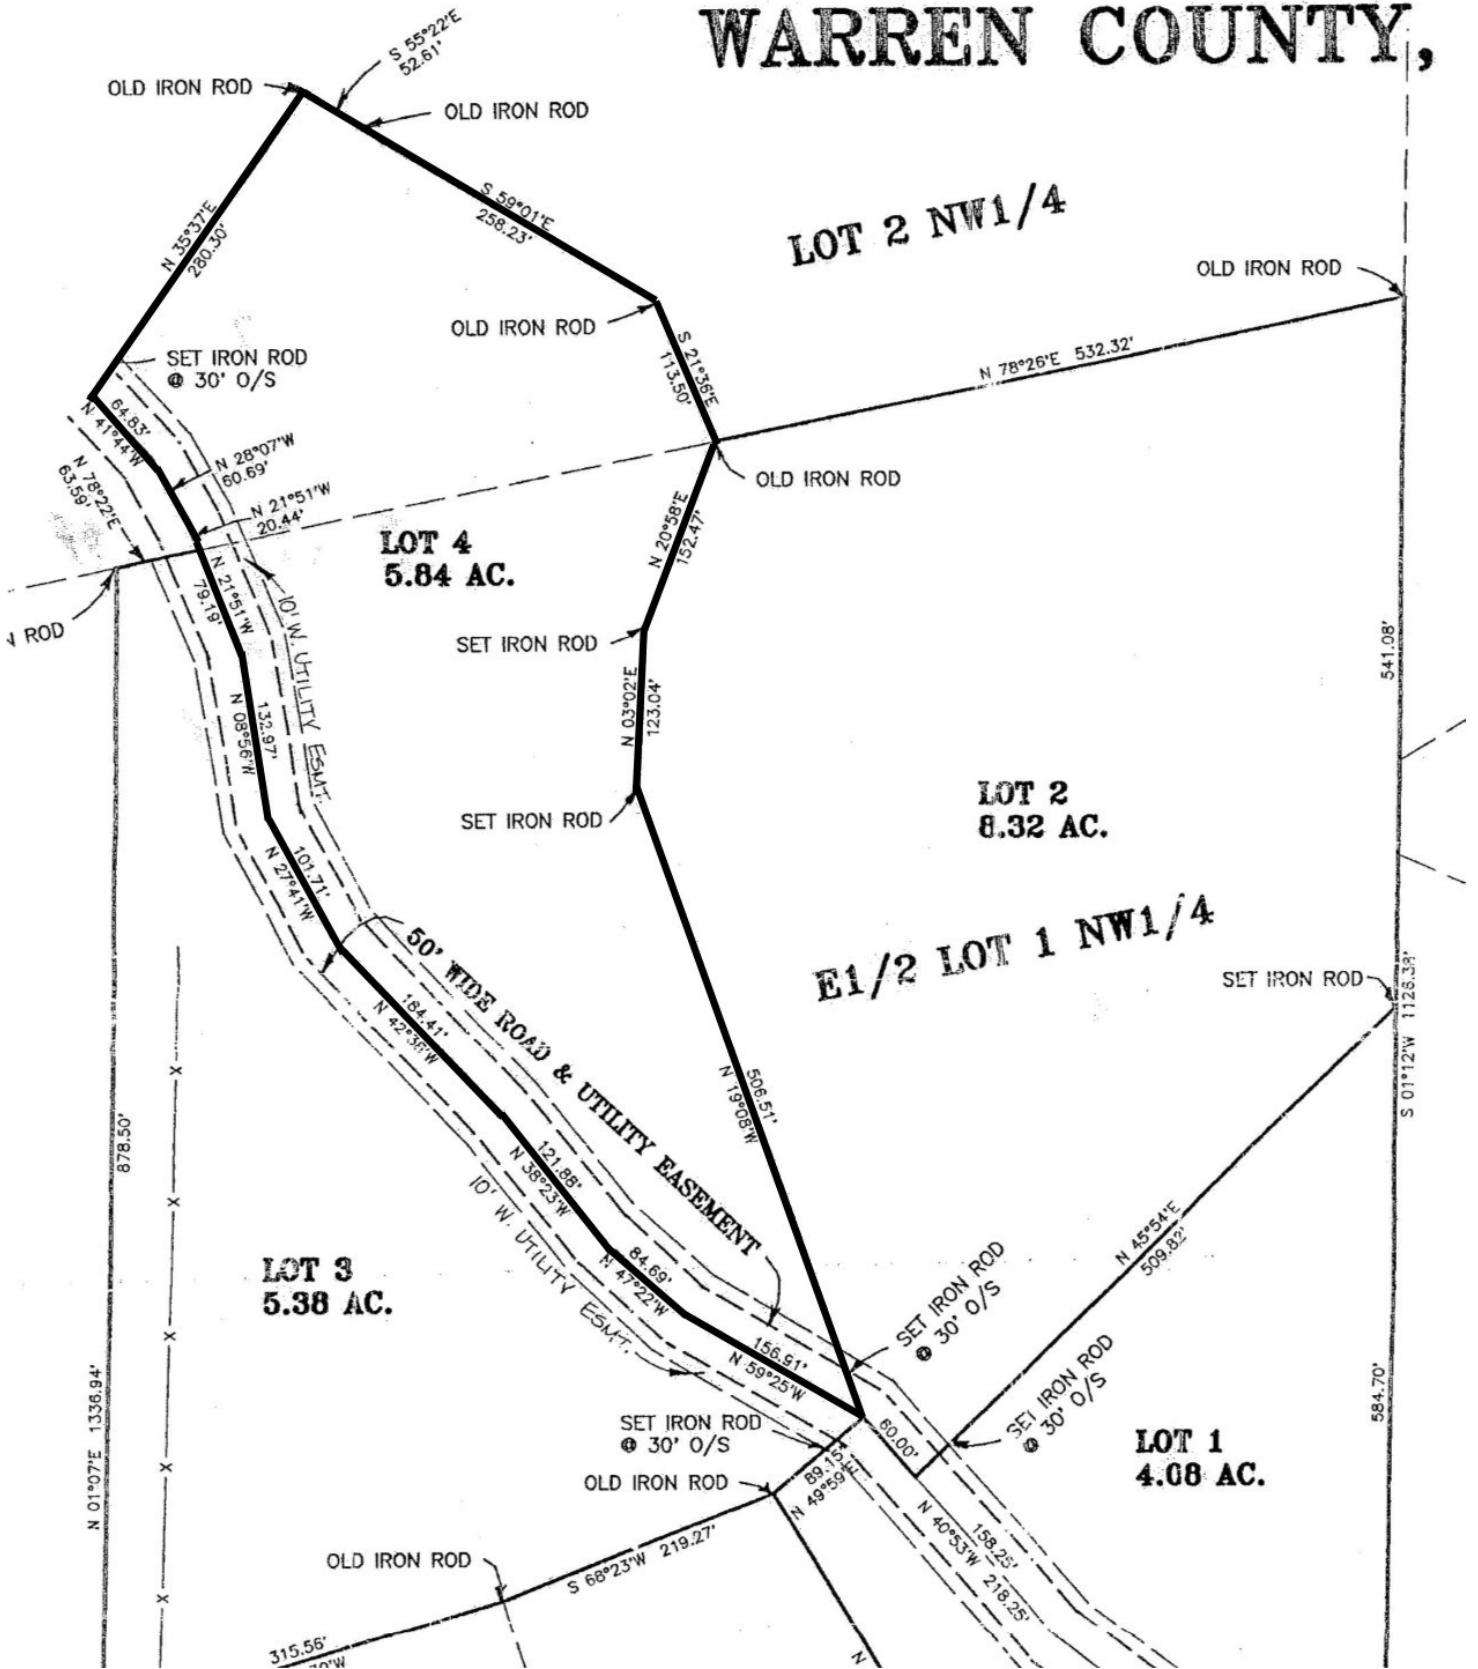 WARREN COUNTY,
S 55°22'E
52.61'
OLD IRON ROD
OLD IRON ROD
S 59°01'E
258.23'
N 35°37'E
280.30'
LOT 2 NW1/4
OLD IRON ROD
OLD IRON ROD
S 21°36'E
113.50'
N 78°26'E 532.32'
SET IRON ROD
@ 30' O/S
64.83'
N 41°44'W
N 28°07'W
60.69'
N 78°22'E
63.59'
N 21°51'W
20.44'
OLD IRON ROD
LOT 4
5.84 AC.
N 20°58'E
152.47'
N 21°51'W
79.19'
10' W. UTILITY ESMT.
ROD
SET IRON ROD
541.08'
N 03°02'E
123.04'
132.97'
N 08°56'W
LOT 2
8.32 AC.
SET IRON ROD
101.71'
N 27°41'W
E1/2 LOT 1 NW1/4
50' WIDE ROAD & UTILITY EASEMENT
SET IRON ROD
S 01°12'W 1126.38'
N 42°36'W
506.51'
N 19°08'W
878.50'
121.88'
N 38°23'W
10' W. UTILITY ESMT.
N 45°54'E
509.82'
LOT 3
5.38 AC.
84.69'
N 47°22'W
SET IRON ROD
@ 30' O/S
156.91'
N 59°25'W
SET IRON ROD
@ 30' O/S
584.70'
N 01°07'E 1336.94'
SET IRON ROD
@ 30' O/S
60.00'
LOT 1
4.08 AC.
89.15'
N 49°59'E
OLD IRON ROD
N 40°53'W 218.25'
158.25'
OLD IRON ROD
S 68°23'W 219.27'
315.56'
N